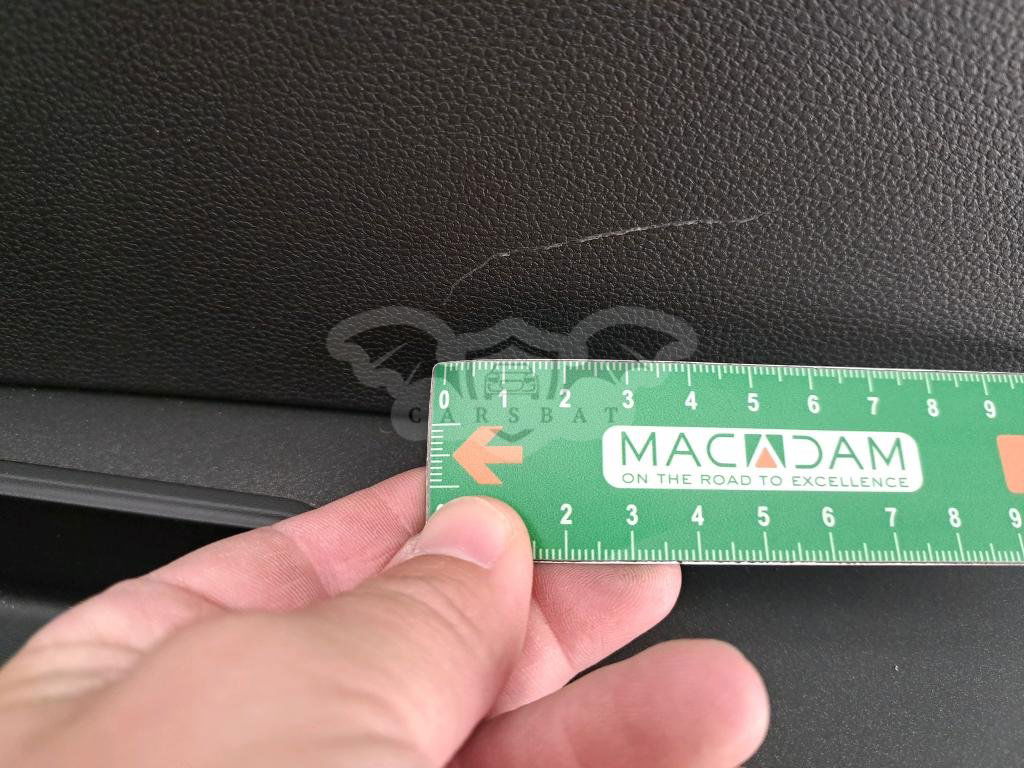 0 1 2 3 4 5 6 7 8 9
CARSBAT
MACADAM
ON THE ROAD TO EXCELLENCE
2 3 4 5 6 7 8 9